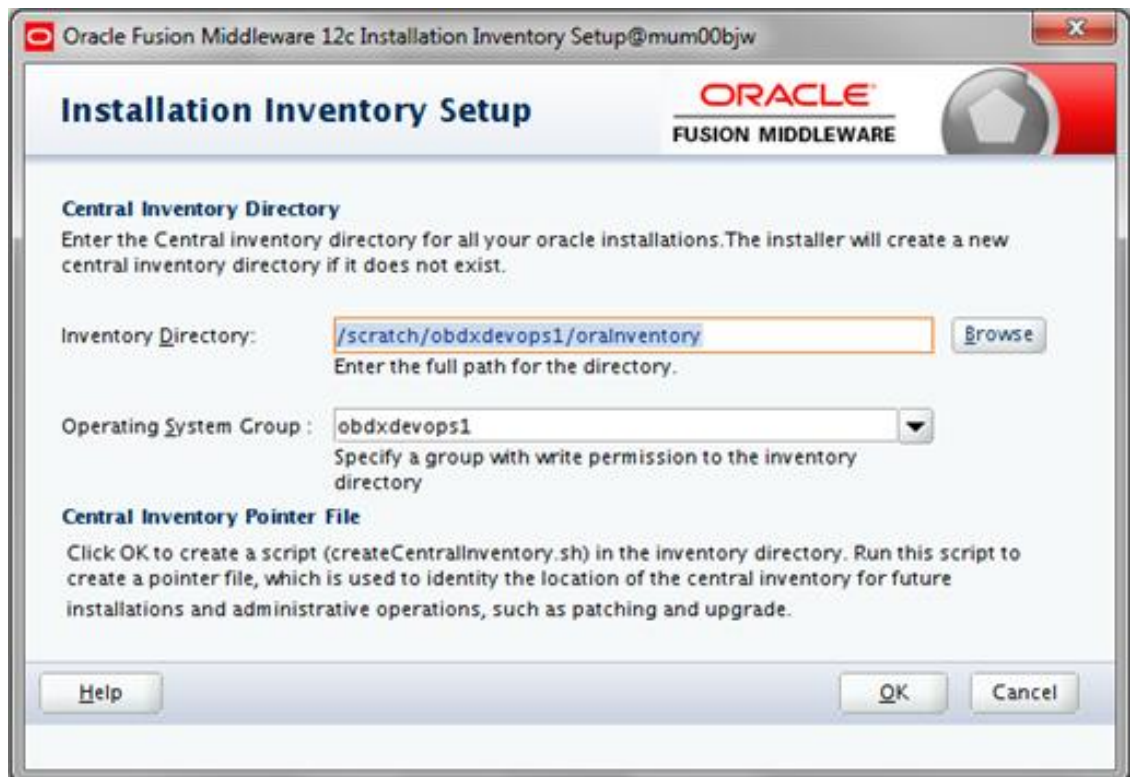 Oracle Fusion Middleware 12c Installation Inventory Setup@mum00bjw
Installation Inventory Setup
ORACLE
FUSION MIDDLEWARE
Central Inventory Directory
Enter the Central inventory directory for all your oracle installations.The installer will create a new
central inventory directory if it does not exist.
Inventory Directory: /scratch/obdxdevops1/oraInventory Browse
Enter the full path for the directory.
Operating System Group : obdxdevops1
Specify a group with write permission to the inventory
directory
Central Inventory Pointer File
Click OK to create a script (createCentralInventory.sh) in the inventory directory. Run this script to
create a pointer file, which is used to identity the location of the central inventory for future
installations and administrative operations, such as patching and upgrade.
Help OK Cancel